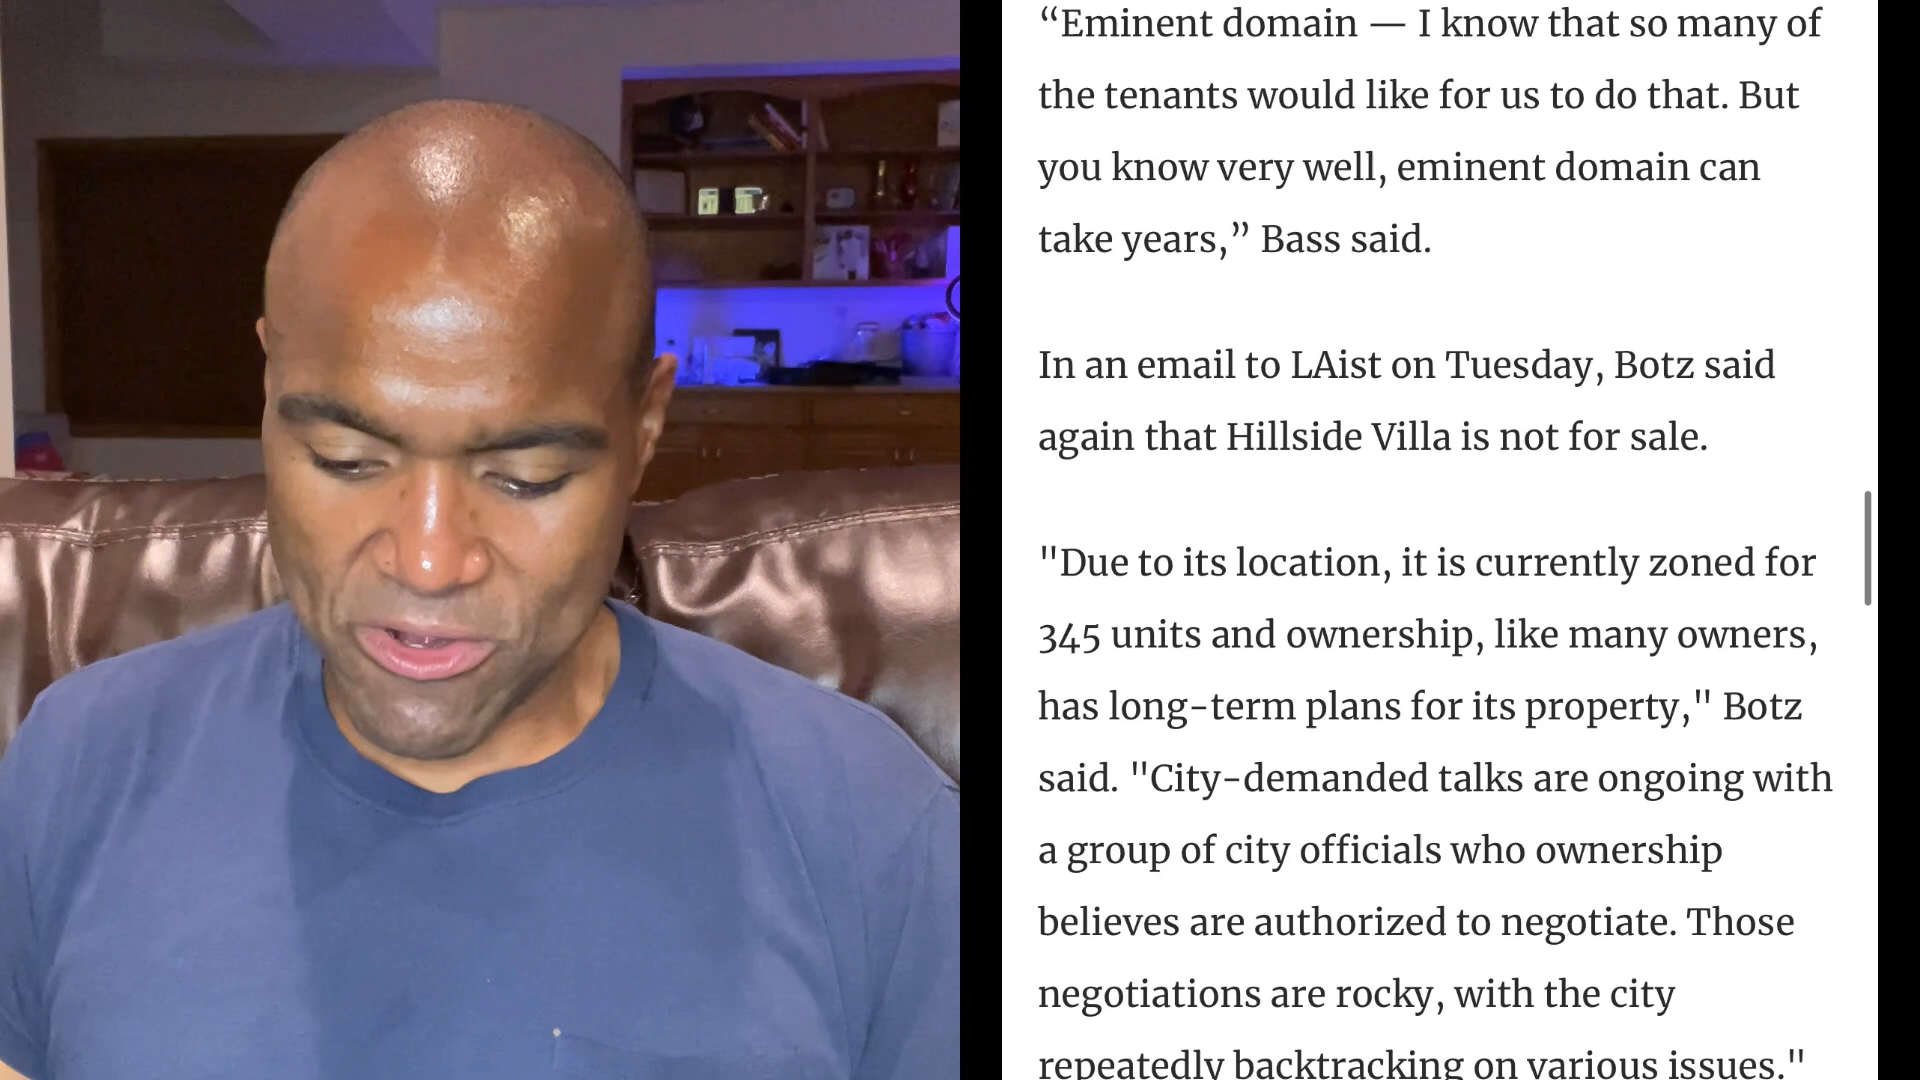 “Eminent domain — I know that so many of
the tenants would like for us to do that. But
you know very well, eminent domain can
take years,” Bass said.
In an email to LAist on Tuesday, Botz said
again that Hillside Villa is not for sale.
"Due to its location, it is currently zoned for
345 units and ownership, like many owners,
has long-term plans for its property," Botz
said. "City-demanded talks are ongoing with
a group of city officials who ownership
believes are authorized to negotiate. Those
negotiations are rocky, with the city
repeatedly backtracking on various issues."